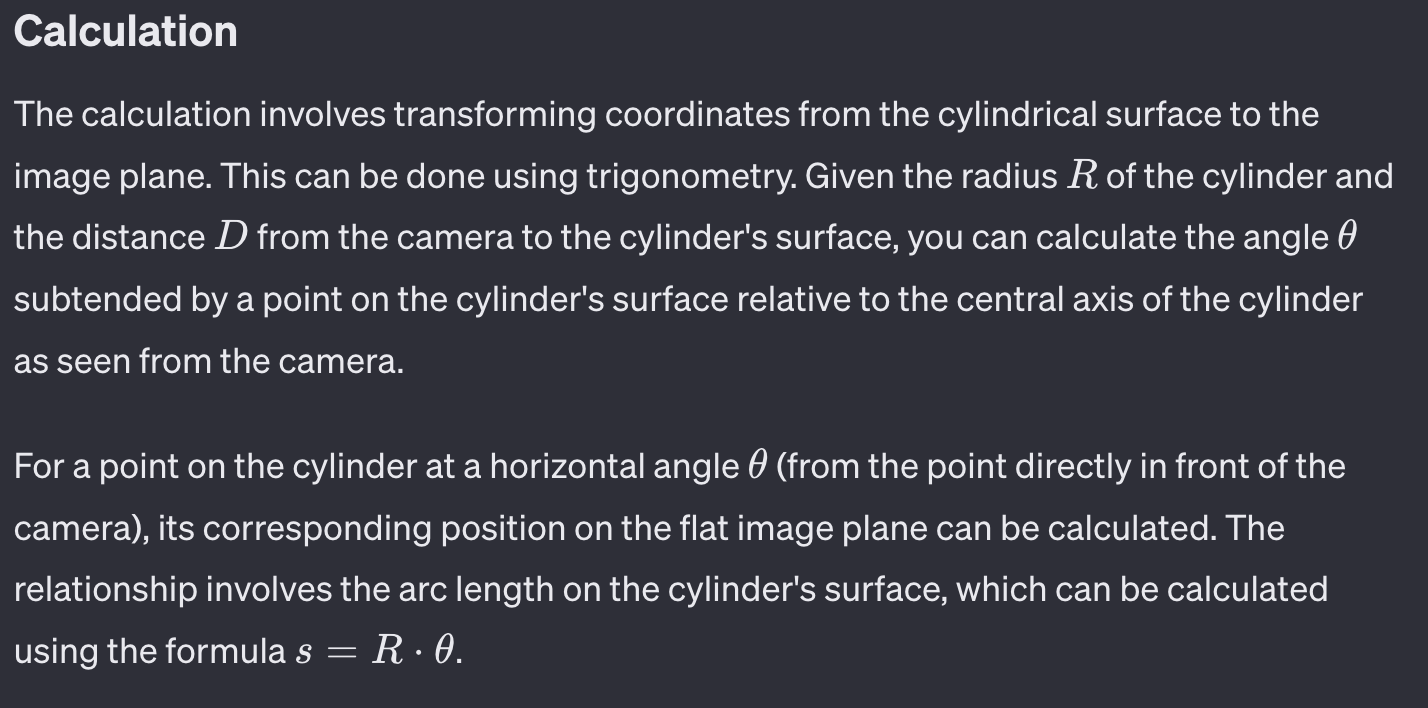 Calculation
The calculation involves transforming coordinates from the cylindrical surface to the
image plane. This can be done using trigonometry. Given the radius R of the cylinder and
the distance D from the camera to the cylinder's surface, you can calculate the angle θ
subtended by a point on the cylinder's surface relative to the central axis of the cylinder
as seen from the camera.
For a point on the cylinder at a horizontal angle θ (from the point directly in front of the
camera), its corresponding position on the flat image plane can be calculated. The
relationship involves the arc length on the cylinder's surface, which can be calculated
using the formula s = R · θ.